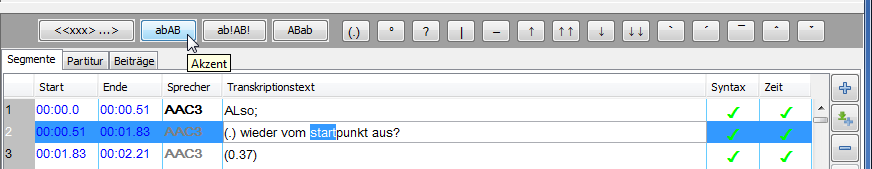 <<xxx> ...> abAB ab!AB! ABab (.) ° ? | – ↑ ↑↑ ↓ ↓↓ ` ´ ¯ ˆ ˇ
Akzent
Segmente Partitur Beiträge
Start Ende Sprecher Transkriptionstext Syntax Zeit
1 00:00.0 00:00.51 AAC3 ALso;
2 00:00.51 00:01.83 AAC3 (.) wieder vom startpunkt aus?
3 00:01.83 00:02.21 AAC3 (0.37)